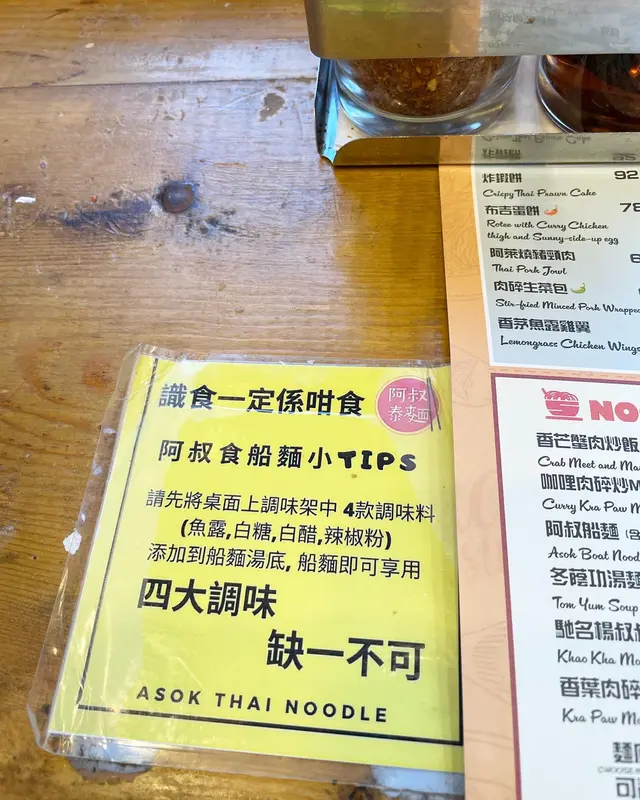 識食一定係咁食
阿叔
泰麵
阿叔食船麵小TIPS
請先將桌面上調味架中 4款調味料
(魚露,白糖,白醋,辣椒粉)
添加到船麵湯底, 船麵即可享用
四大調味
缺一不可
ASOK THAI NOODLE
炸蝦餅 92
Crispy Thai Prawn Cake
布吉蛋餅 78
Rotee with Curry Chicken
thigh and Sunny-side-up egg
阿萊燒豬頸肉
Thai Pork Jowl
肉碎生菜包
Stir-fried Minced Pork Wrapped
香茅魚露雞翼
Lemongrass Chicken Wings
NO
香芒蟹肉炒飯
Crab Meet and Ma
咖哩肉碎炒M
Curry Kra Paw M
阿叔船麵
Asok Boat Nood
冬蔭功湯麵
Tom Yum Soup
馳名楊叔
Khao Kha Mo
香葉肉碎
Kra Paw M
麵